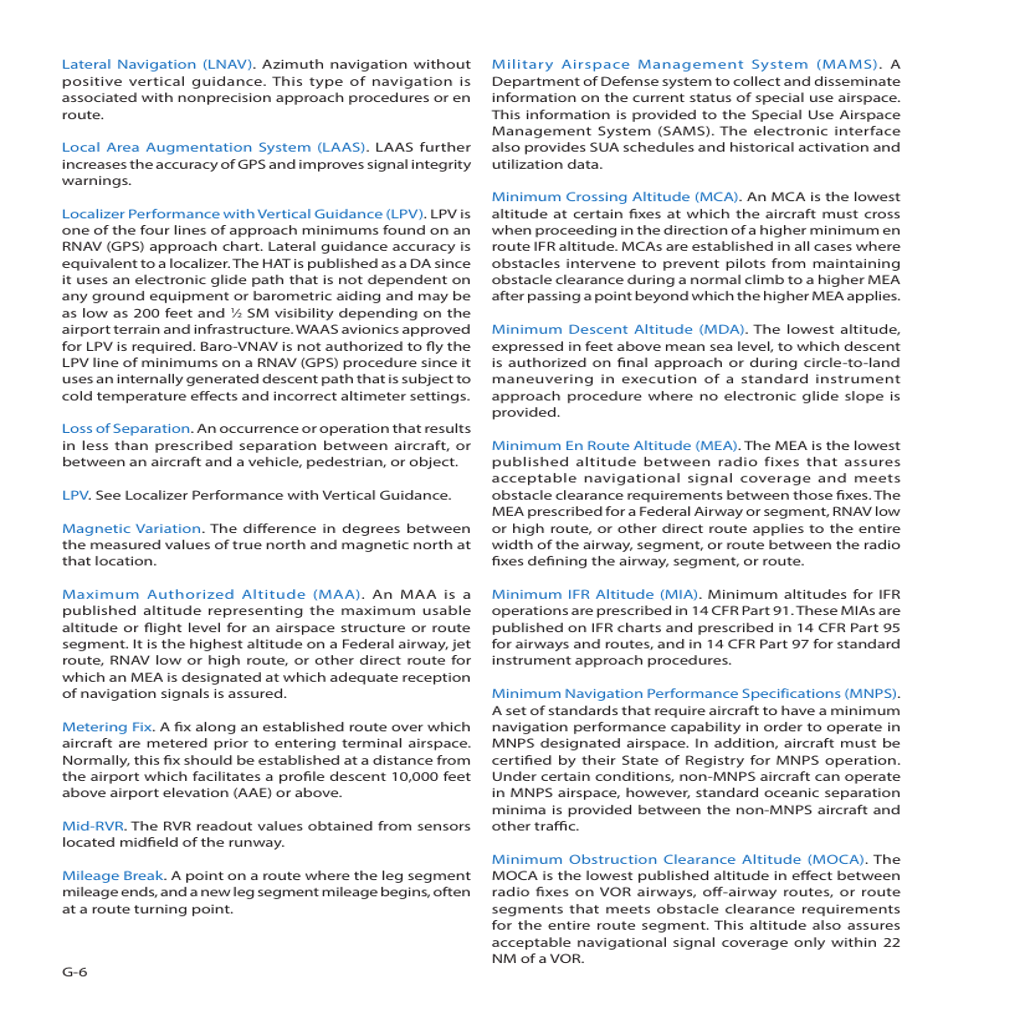 Lateral Navigation (LNAV). Azimuth navigation without
positive vertical guidance. This type of navigation is
associated with nonprecision approach procedures or en
route.
Local Area Augmentation System (LAAS). LAAS further
increases the accuracy of GPS and improves signal integrity
warnings.
Localizer Performance with Vertical Guidance (LPV). LPV is
one of the four lines of approach minimums found on an
RNAV (GPS) approach chart. Lateral guidance accuracy is
equivalent to a localizer. The HAT is published as a DA since
it uses an electronic glide path that is not dependent on
any ground equipment or barometric aiding and may be
as low as 200 feet and ½ SM visibility depending on the
airport terrain and infrastructure. WAAS avionics approved
for LPV is required. Baro-VNAV is not authorized to fly the
LPV line of minimums on a RNAV (GPS) procedure since it
uses an internally generated descent path that is subject to
cold temperature effects and incorrect altimeter settings.
Loss of Separation. An occurrence or operation that results
in less than prescribed separation between aircraft, or
between an aircraft and a vehicle, pedestrian, or object.
LPV. See Localizer Performance with Vertical Guidance.
Magnetic Variation. The difference in degrees between
the measured values of true north and magnetic north at
that location.
Maximum Authorized Altitude (MAA). An MAA is a
published altitude representing the maximum usable
altitude or flight level for an airspace structure or route
segment. It is the highest altitude on a Federal airway, jet
route, RNAV low or high route, or other direct route for
which an MEA is designated at which adequate reception
of navigation signals is assured.
Metering Fix. A fix along an established route over which
aircraft are metered prior to entering terminal airspace.
Normally, this fix should be established at a distance from
the airport which facilitates a profile descent 10,000 feet
above airport elevation (AAE) or above.
Mid-RVR. The RVR readout values obtained from sensors
located midfield of the runway.
Mileage Break. A point on a route where the leg segment
mileage ends, and a new leg segment mileage begins, often
at a route turning point.
Military Airspace Management System (MAMS). A
Department of Defense system to collect and disseminate
information on the current status of special use airspace.
This information is provided to the Special Use Airspace
Management System (SAMS). The electronic interface
also provides SUA schedules and historical activation and
utilization data.
Minimum Crossing Altitude (MCA). An MCA is the lowest
altitude at certain fixes at which the aircraft must cross
when proceeding in the direction of a higher minimum en
route IFR altitude. MCAs are established in all cases where
obstacles intervene to prevent pilots from maintaining
obstacle clearance during a normal climb to a higher MEA
after passing a point beyond which the higher MEA applies.
Minimum Descent Altitude (MDA). The lowest altitude,
expressed in feet above mean sea level, to which descent
is authorized on final approach or during circle-to-land
maneuvering in execution of a standard instrument
approach procedure where no electronic glide slope is
provided.
Minimum En Route Altitude (MEA). The MEA is the lowest
published altitude between radio fixes that assures
acceptable navigational signal coverage and meets
obstacle clearance requirements between those fixes. The
MEA prescribed for a Federal Airway or segment, RNAV low
or high route, or other direct route applies to the entire
width of the airway, segment, or route between the radio
fixes defining the airway, segment, or route.
Minimum IFR Altitude (MIA). Minimum altitudes for IFR
operations are prescribed in 14 CFR Part 91. These MIAs are
published on IFR charts and prescribed in 14 CFR Part 95
for airways and routes, and in 14 CFR Part 97 for standard
instrument approach procedures.
Minimum Navigation Performance Specifications (MNPS).
A set of standards that require aircraft to have a minimum
navigation performance capability in order to operate in
MNPS designated airspace. In addition, aircraft must be
certified by their State of Registry for MNPS operation.
Under certain conditions, non-MNPS aircraft can operate
in MNPS airspace, however, standard oceanic separation
minima is provided between the non-MNPS aircraft and
other traffic.
Minimum Obstruction Clearance Altitude (MOCA). The
MOCA is the lowest published altitude in effect between
radio fixes on VOR airways, off-airway routes, or route
segments that meets obstacle clearance requirements
for the entire route segment. This altitude also assures
acceptable navigational signal coverage only within 22
NM of a VOR.
G-6